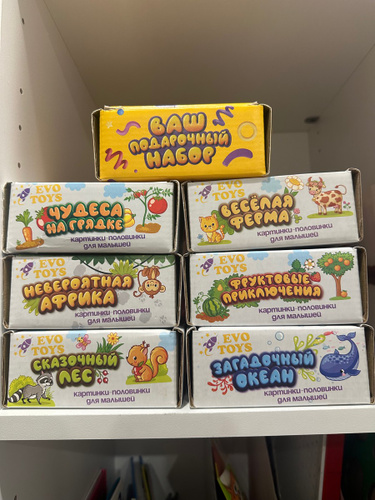 ВАШ
ПОДАРОЧНЫЙ
НАБОР
EVO
TOYS
ЧУДЕСА
НА ГРЯДКЕ
картинки-половинки
для малышей
EVO
TOYS
ВЕСЁЛАЯ
ФЕРМА
картинки-половинки
для малышей
EVO
TOYS
НЕВЕРОЯТНАЯ
АФРИКА
картинки-половинки
для малышей
EVO
TOYS
ФРУКТОВЫЕ
ПРИКЛЮЧЕНИЯ
картинки-половинки
для малышей
EVO
TOYS
СКАЗОЧНЫЙ
ЛЕС
картинки-половинки
для малышей
EVO
TOYS
ЗАГАДОЧНЫЙ
ОКЕАН
картинки-половинки
для малышей